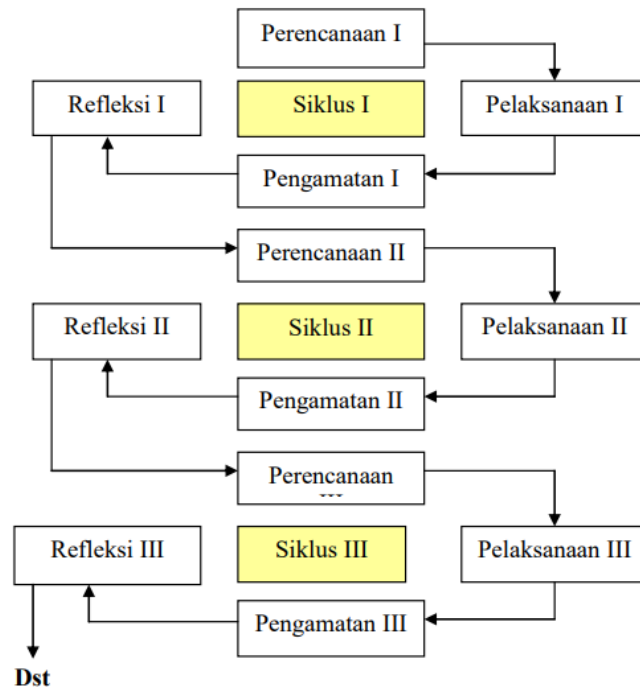 Perencanaan I
Refleksi I
Siklus I
Pelaksanaan I
Pengamatan I
Perencanaan II
Refleksi II
Siklus II
Pelaksanaan II
Pengamatan II
Perencanaan
Refleksi III
Siklus III
Pelaksanaan III
Pengamatan III
Dst